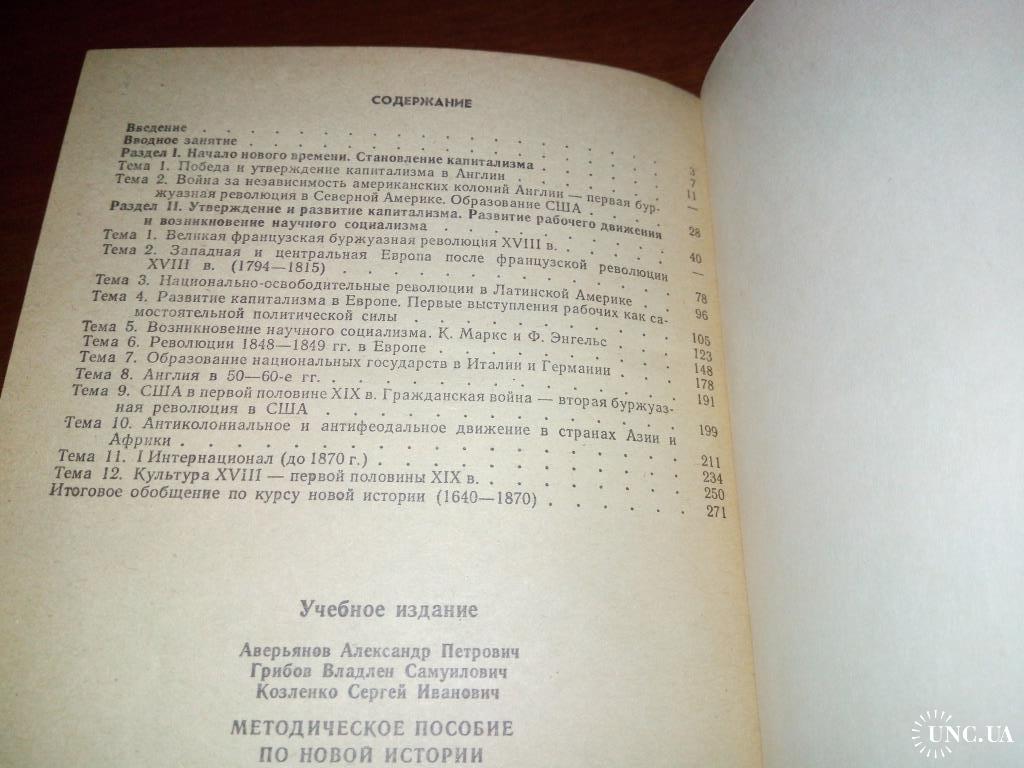 СОДЕРЖАНИЕ
Введение . . . . . . . . . . . . . . . 3
Вводное занятие . . . . . . . . . . . . . 7
Раздел I. Начало нового времени. Становление капитализма . . . . 11
Тема 1. Победа и утверждение капитализма в Англии . . . . . —
Тема 2. Война за независимость американских колоний Англии — первая бур-
жуазная революция в Северной Америке. Образование США . . . . 28
Раздел II. Утверждение и развитие капитализма. Развитие рабочего движения
и возникновение научного социализма . . . . . . . . 40
Тема 1. Великая французская буржуазная революция XVIII в. . . . —
Тема 2. Западная и центральная Европа после французской революции
XVIII в. (1794—1815) . . . . . . . . . . . 78
Тема 3. Национально-освободительные революции в Латинской Америке . . 96
Тема 4. Развитие капитализма в Европе. Первые выступления рабочих как са-
мостоятельной политической силы . . . . . . . . . 105
Тема 5. Возникновение научного социализма. К. Маркс и Ф. Энгельс . . . 123
Тема 6. Революции 1848—1849 гг. в Европе . . . . . . . . 148
Тема 7. Образование национальных государств в Италии и Германии . . . 178
Тема 8. Англия в 50—60-е гг. . . . . . . . . . . . 191
Тема 9. США в первой половине XIX в. Гражданская война — вторая буржуаз-
ная революция в США . . . . . . . . . . . . 199
Тема 10. Антиколониальное и антифеодальное движение в странах Азии и
Африки . . . . . . . . . . . . . . . 211
Тема 11. I Интернационал (до 1870 г.) . . . . . . . . . 234
Тема 12. Культура XVIII — первой половины XIX в. . . . . . . 250
Итоговое обобщение по курсу новой истории (1640—1870) . . . . . 271
Учебное издание
Аверьянов Александр Петрович
Грибов Владлен Самуилович
Козленко Сергей Иванович
МЕТОДИЧЕСКОЕ ПОСОБИЕ
ПО НОВОЙ ИСТОРИИ
UNC.UA